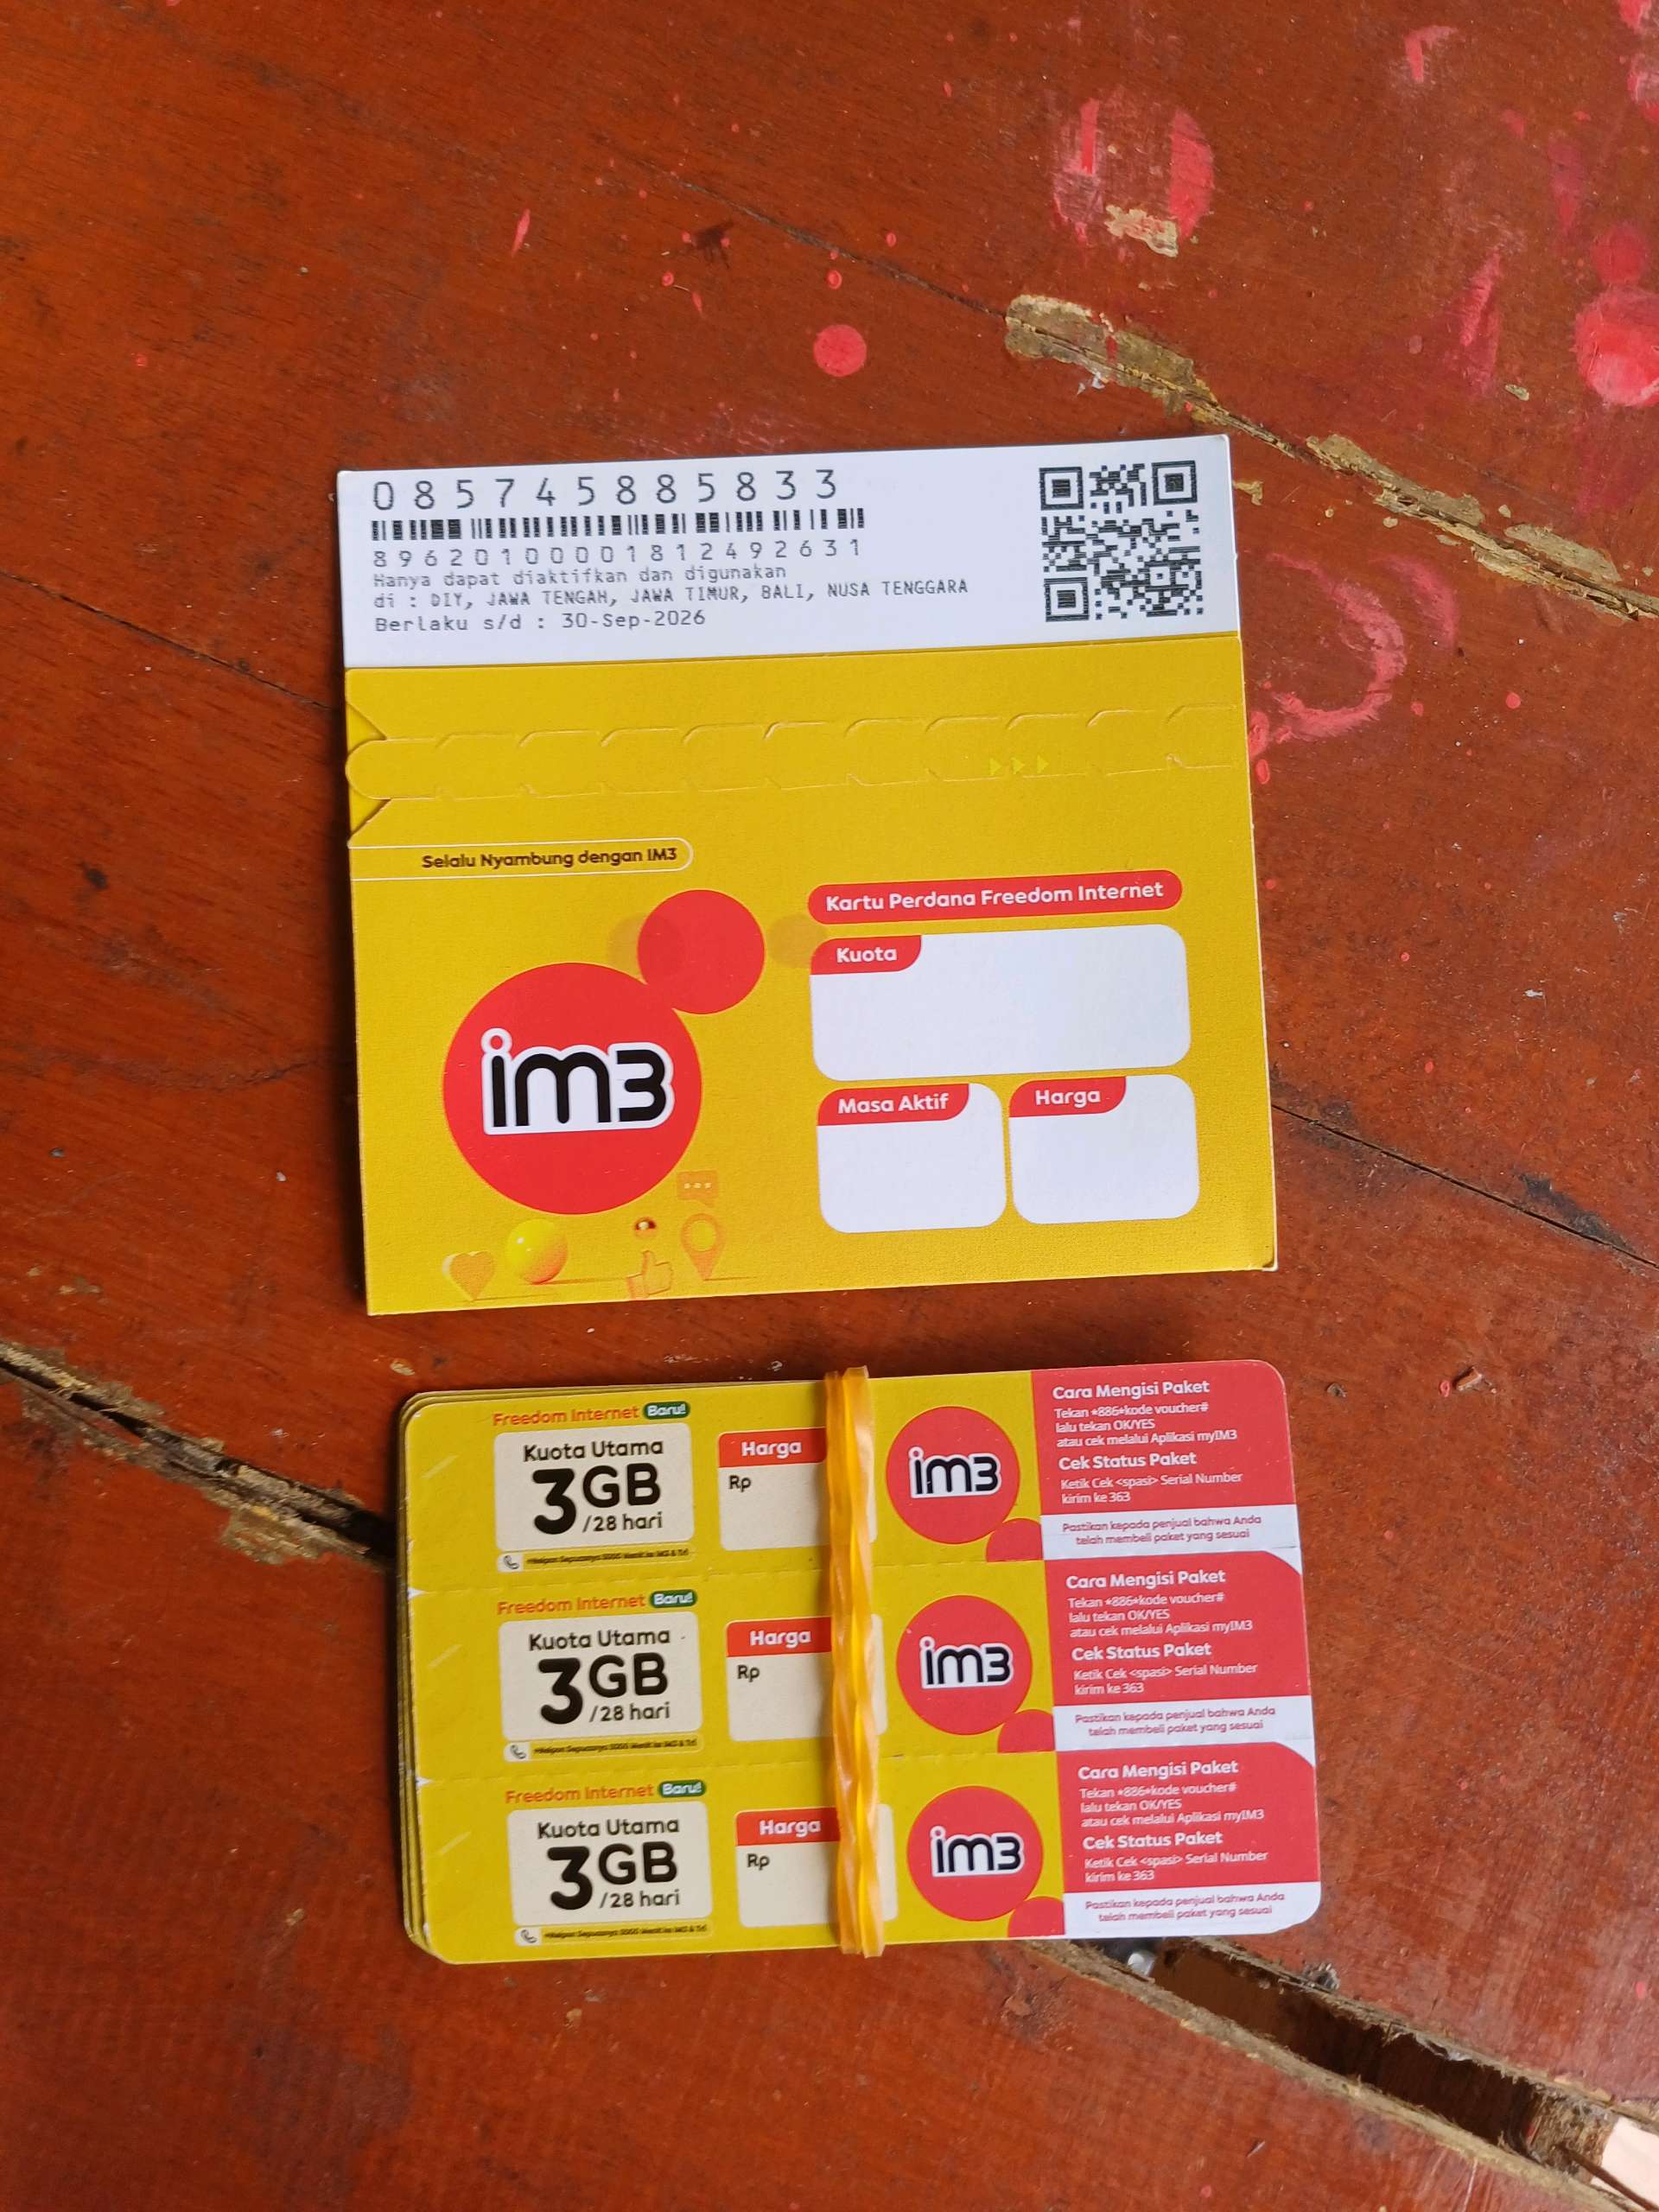 085745885833
89620100001812492631
Hanya dapat diaktifkan dan digunakan
di : DIY, JAWA TENGAH, JAWA TIMUR, BALI, NUSA TENGGARA
Berlaku s/d : 30-Sep-2026
Selalu Nyambung dengan IM3
im3
Kartu Perdana Freedom Internet
Kuota
Masa Aktif
Harga
Freedom Internet Baru!
Kuota Utama
3GB
/28 hari
Harga
Rp
im3
Cara Mengisi Paket
Tekan *886*kode voucher#
lalu tekan OK/YES
atau cek melalui Aplikasi myIM3
Cek Status Paket
Ketik Cek <spasi> Serial Number
kirim ke 363
Pastikan kepada penjual bahwa Anda
telah membeli paket yang sesuai
Freedom Internet Baru!
Kuota Utama
3GB
/28 hari
Harga
Rp
im3
Cara Mengisi Paket
Tekan *886*kode voucher#
lalu tekan OK/YES
atau cek melalui Aplikasi myIM3
Cek Status Paket
Ketik Cek <spasi> Serial Number
kirim ke 363
Pastikan kepada penjual bahwa Anda
telah membeli paket yang sesuai
Freedom Internet Baru!
Kuota Utama
3GB
/28 hari
Harga
Rp
im3
Cara Mengisi Paket
Tekan *886*kode voucher#
lalu tekan OK/YES
atau cek melalui Aplikasi myIM3
Cek Status Paket
Ketik Cek <spasi> Serial Number
kirim ke 363
Pastikan kepada penjual bahwa Anda
telah membeli paket yang sesuai